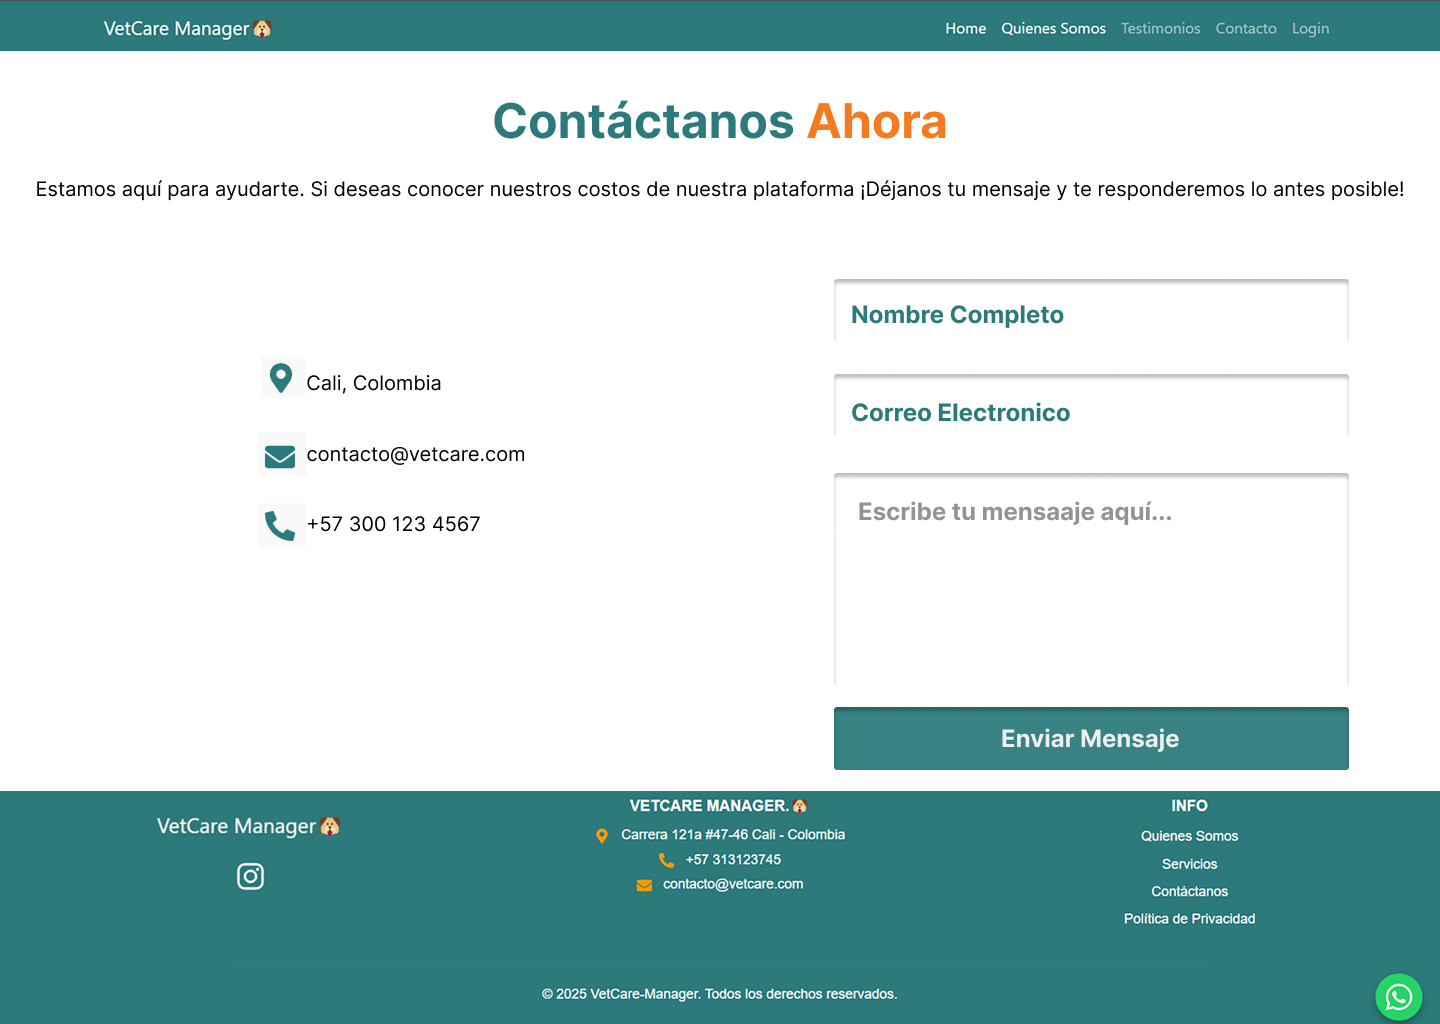 VetCare Manager
Home Quienes Somos Testimonios Contacto Login
Contáctanos Ahora
Estamos aquí para ayudarte. Si deseas conocer nuestros costos de nuestra plataforma ¡Déjanos tu mensaje y te responderemos lo antes posible!
Cali, Colombia
contacto@vetcare.com
+57 300 123 4567
Nombre Completo
Correo Electronico
Escribe tu mensaaje aquí...
Enviar Mensaje
VetCare Manager
VETCARE MANAGER.
Carrera 121a #47-46 Cali - Colombia
+57 313123745
contacto@vetcare.com
INFO
Quienes Somos
Servicios
Contáctanos
Política de Privacidad
© 2025 VetCare-Manager. Todos los derechos reservados.